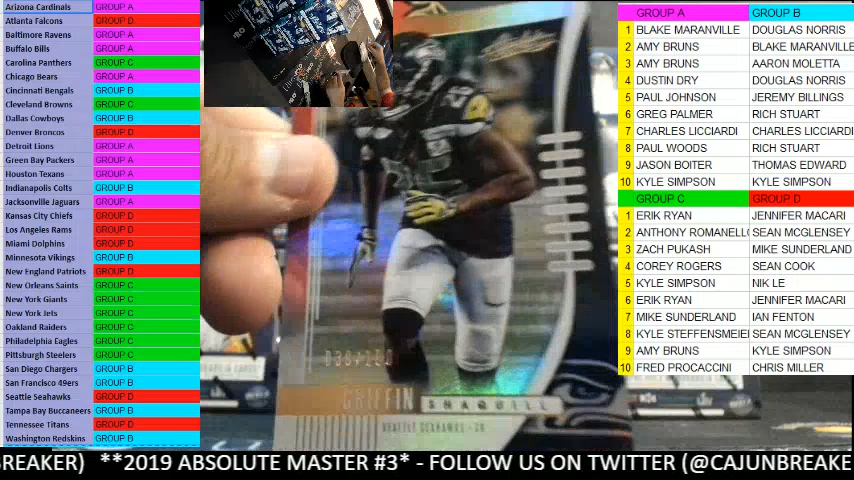 Arizona Cardinals GROUP A
Atlanta Falcons GROUP D
Baltimore Ravens GROUP A
Buffalo Bills GROUP A
Carolina Panthers GROUP C
Chicago Bears GROUP A
Cincinnati Bengals GROUP B
Cleveland Browns GROUP C
Dallas Cowboys GROUP B
Denver Broncos GROUP D
Detroit Lions GROUP A
Green Bay Packers GROUP A
Houston Texans GROUP A
Indianapolis Colts GROUP B
Jacksonville Jaguars GROUP A
Kansas City Chiefs GROUP D
Los Angeles Rams GROUP D
Miami Dolphins GROUP D
Minnesota Vikings GROUP B
New England Patriots GROUP D
New Orleans Saints GROUP C
New York Giants GROUP C
New York Jets GROUP C
Oakland Raiders GROUP C
Philadelphia Eagles GROUP C
Pittsburgh Steelers GROUP C
San Diego Chargers GROUP B
San Francisco 49ers GROUP B
Seattle Seahawks GROUP D
Tampa Bay Buccaneers GROUP B
Tennessee Titans GROUP D
Washington Redskins GROUP B
GROUP A GROUP B
1 BLAKE MARANVILLE DOUGLAS NORRIS
2 AMY BRUNS BLAKE MARANVILLE
3 AMY BRUNS AARON MOLETTA
4 DUSTIN DRY DOUGLAS NORRIS
5 PAUL JOHNSON JEREMY BILLINGS
6 GREG PALMER RICH STUART
7 CHARLES LICCIARDI CHARLES LICCIARDI
8 PAUL WOODS RICH STUART
9 JASON BOITER THOMAS EDWARD
10 KYLE SIMPSON KYLE SIMPSON
GROUP C GROUP D
1 ERIK RYAN JENNIFER MACARI
2 ANTHONY ROMANELLO SEAN MCGLENSEY
3 ZACH PUKASH MIKE SUNDERLAND
4 COREY ROGERS SEAN COOK
5 KYLE SIMPSON NIK LE
6 ERIK RYAN JENNIFER MACARI
7 MIKE SUNDERLAND IAN FENTON
8 KYLE STEFFENSMEIE SEAN MCGLENSEY
9 AMY BRUNS KYLE SIMPSON
10 FRED PROCACCINI CHRIS MILLER
Absolute
GRIFFIN SHAQUILL
SEATTLE SEAHAWKS - CB
BREAKER) **2019 ABSOLUTE MASTER #3* - FOLLOW US ON TWITTER (@CAJUNBREAKE